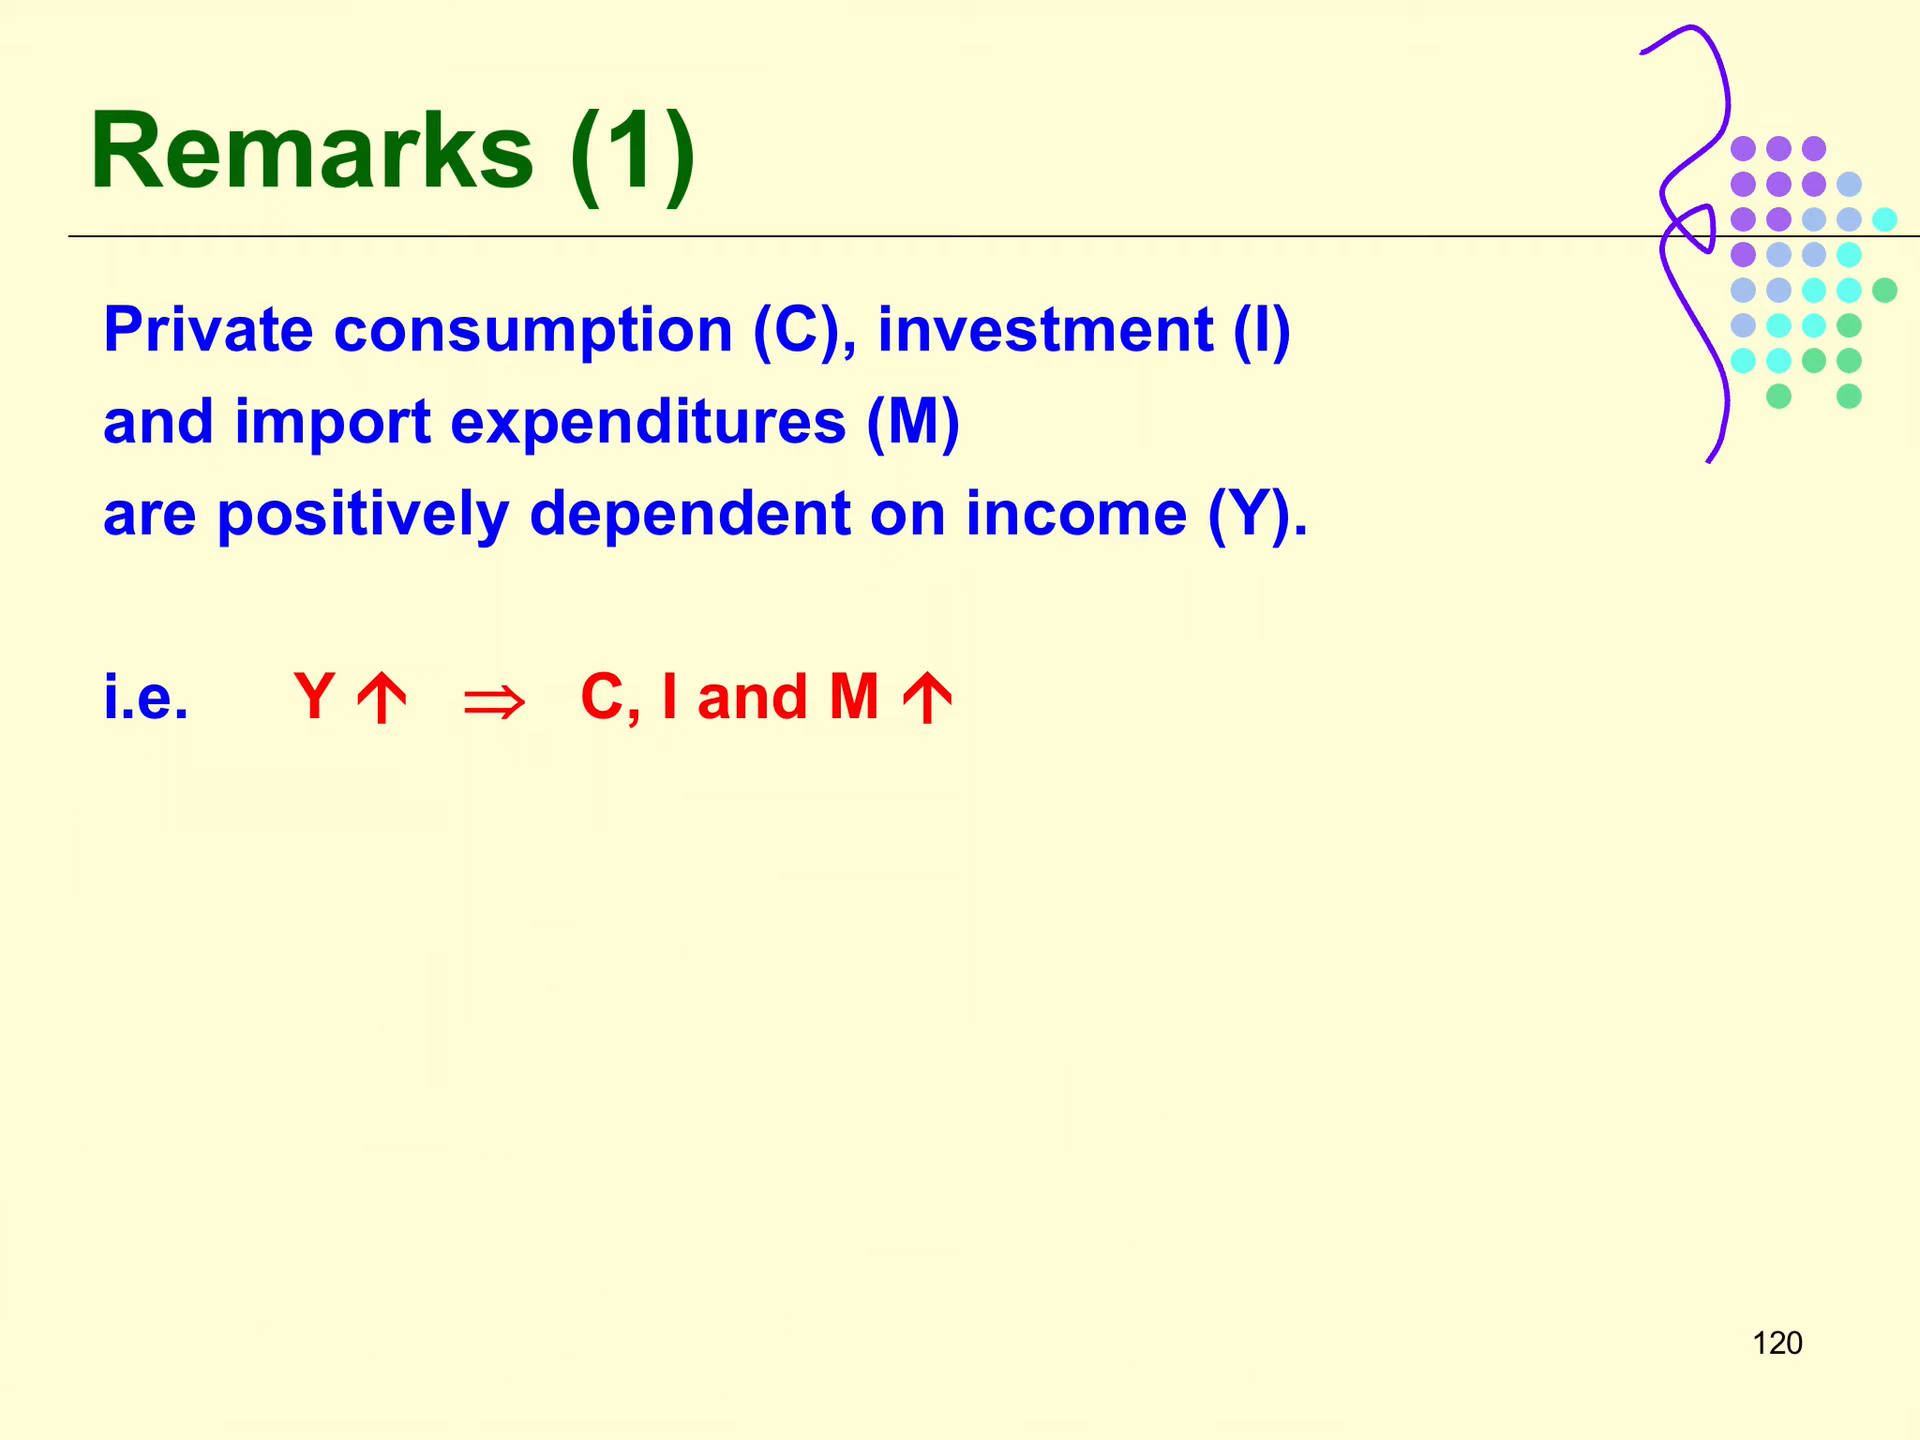 Remarks (1)
Private consumption (C), investment (I)
and import expenditures (M)
are positively dependent on income (Y).
i.e. Y ↑ ⇒ C, I and M ↑
120